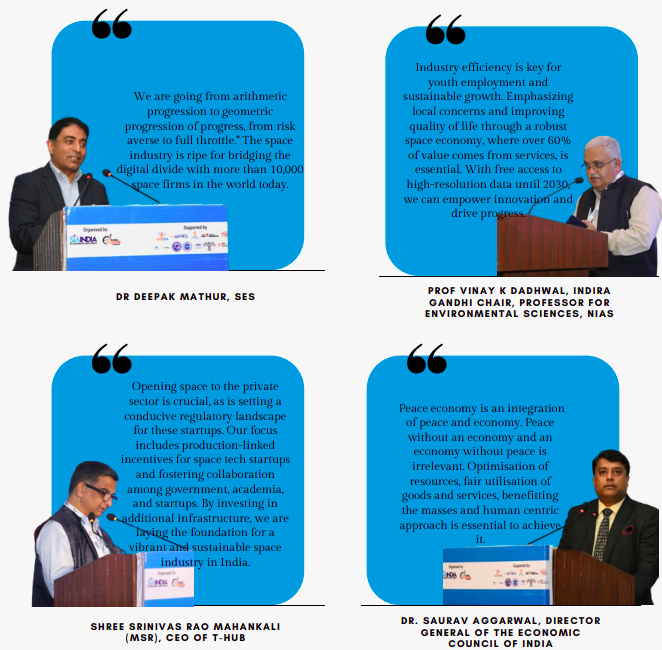 We are going from arithmetic
progression to geometric
progression of progress, from risk
averse to full throttle." The space
industry is ripe for bridging the
digital divide with more than 10,000
space firms in the world today.
Organised by
Supported by
INDIA
DR DEEPAK MATHUR, SES
Industry efficiency is key for
youth employment and
sustainable growth. Emphasizing
local concerns and improving
quality of life through a robust
space economy, where over 60%
of value comes from services, is
essential. With free access to
high-resolution data until 2030,
we can empower innovation and
drive progress.
PROF VINAY K DADHWAL, INDIRA
GANDHI CHAIR, PROFESSOR FOR
ENVIRONMENTAL SCIENCES, NIAS
Opening space to the private
sector is crucial, as is setting a
conducive regulatory landscape
for these startups. Our focus
includes production-linked
incentives for space tech startups
and fostering collaboration
among government, academia,
and startups. By investing in
additional infrastructure, we are
laying the foundation for a
vibrant and sustainable space
industry in India.
INDIA
SHREE SRINIVAS RAO MAHANKALI
(MSR), CEO OF T-HUB
Peace economy is an integration
of peace and economy. Peace
without an economy and an
economy without peace is
irrelevant. Optimisation of
resources, fair utilisation of
goods and services, benefitting
the masses and human centric
approach is essential to achieve
it.
INDIA
DR. SAURAV AGGARWAL, DIRECTOR
GENERAL OF THE ECONOMIC
COUNCIL OF INDIA